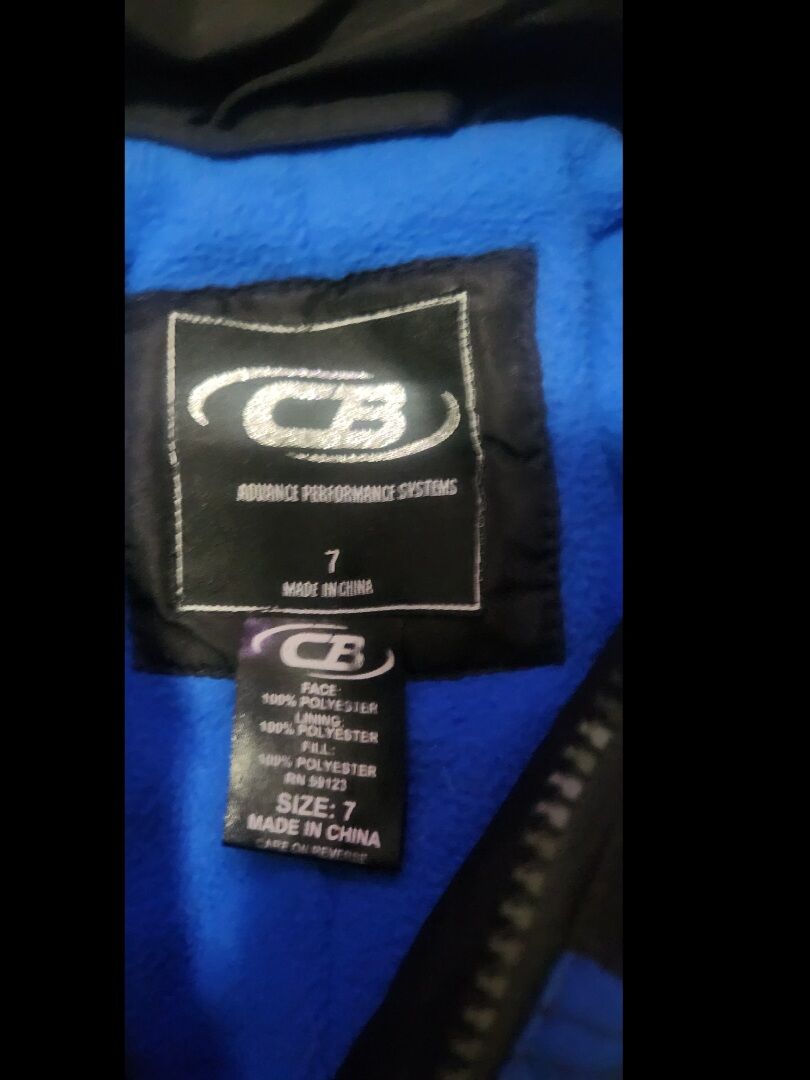 CB
ADVANCE PERFORMANCE SYSTEMS
7
MADE IN CHINA
CB
FACE:
100% POLYESTER
LINING:
100% POLYESTER
FILL:
100% POLYESTER
RN 59123
SIZE: 7
MADE IN CHINA
CARE ON REVERSE